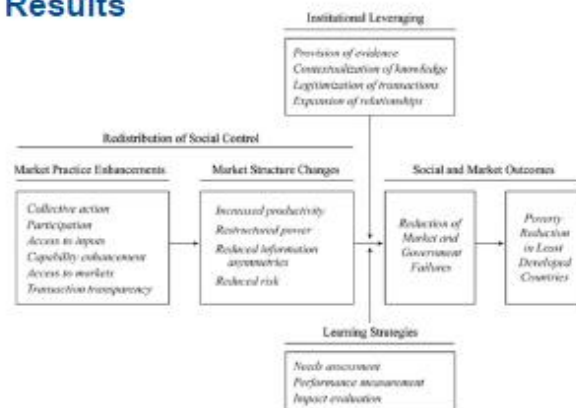 Results
Institutional Leveraging
Provision of evidence
Contextualization of knowledge
Legitimization of transactions
Expansion of relationships
Redistribution of Social Control
Market Practice Enhancements
Collective action
Participation
Access to inputs
Capability enhancement
Access to markets
Transaction transparency
Market Structure Changes
Increased productivity
Restructured power
Reduced information
asymmetries
Reduced risk
Social and Market Outcomes
Reduction of
Market and
Government
Failures
Poverty
Reduction
in Least
Developed
Countries
Learning Strategies
Needs assessment
Performance measurement
Impact evaluation